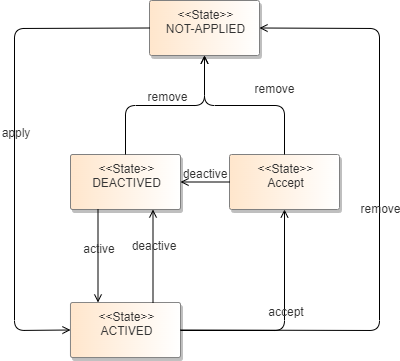 <<State>>
NOT-APPLIED
remove
remove
apply
<<State>>
DEACTIVED
deactive
<<State>>
Accept
remove
active
deactive
accept
<<State>>
ACTIVED